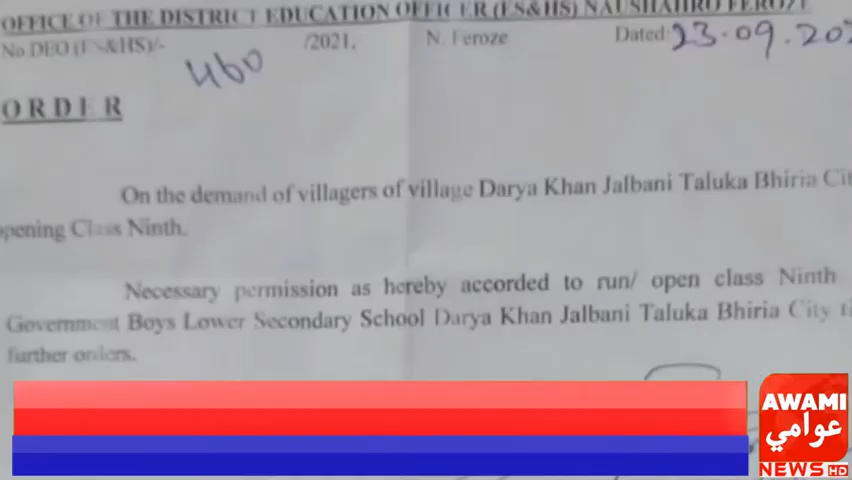 OFFICE OF THE DISTRICT EDUCATION OFFICER (ES&HS) NAUSHAHRO FEROZE
No.DEO (ES&HS)/- 460 /2021. N. Feroze Dated: 23.09.202
ORDER
On the demand of villagers of village Darya Khan Jalbani Taluka Bhiria Cit
opening Class Ninth.
Necessary permission as hereby accorded to run/ open class Ninth
Government Boys Lower Secondary School Darya Khan Jalbani Taluka Bhiria City ti
further orders.
AWAMI
عوامي
NEWS HD